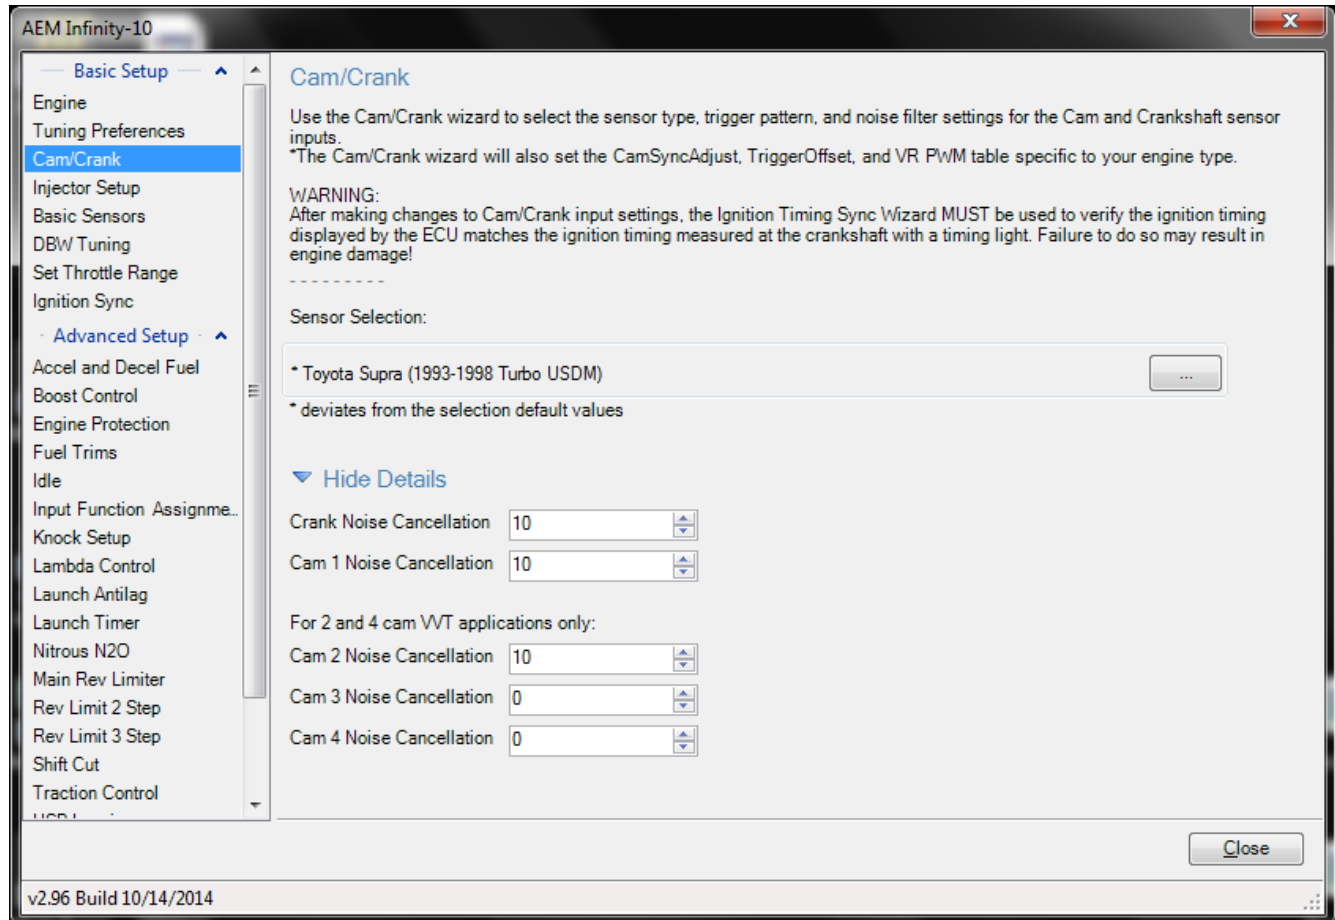 AEM Infinity-10
Basic Setup
Engine
Tuning Preferences
Cam/Crank
Injector Setup
Basic Sensors
DBW Tuning
Set Throttle Range
Ignition Sync
Advanced Setup
Accel and Decel Fuel
Boost Control
Engine Protection
Fuel Trims
Idle
Input Function Assignme...
Knock Setup
Lambda Control
Launch Antilag
Launch Timer
Nitrous N2O
Main Rev Limiter
Rev Limit 2 Step
Rev Limit 3 Step
Shift Cut
Traction Control
Cam/Crank
Use the Cam/Crank wizard to select the sensor type, trigger pattern, and noise filter settings for the Cam and Crankshaft sensor
inputs.
*The Cam/Crank wizard will also set the CamSyncAdjust, TriggerOffset, and VR PWM table specific to your engine type.
WARNING:
After making changes to Cam/Crank input settings, the Ignition Timing Sync Wizard MUST be used to verify the ignition timing
displayed by the ECU matches the ignition timing measured at the crankshaft with a timing light. Failure to do so may result in
engine damage!
- - - - - - - - -
Sensor Selection:
* Toyota Supra (1993-1998 Turbo USDM)
...
* deviates from the selection default values
Hide Details
Crank Noise Cancellation 10
Cam 1 Noise Cancellation 10
For 2 and 4 cam VVT applications only:
Cam 2 Noise Cancellation 10
Cam 3 Noise Cancellation 0
Cam 4 Noise Cancellation 0
Close
v2.96 Build 10/14/2014